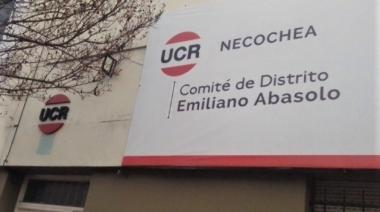 UCR NECOCHEA
Comité de Distrito
Emiliano Abasolo
UCR